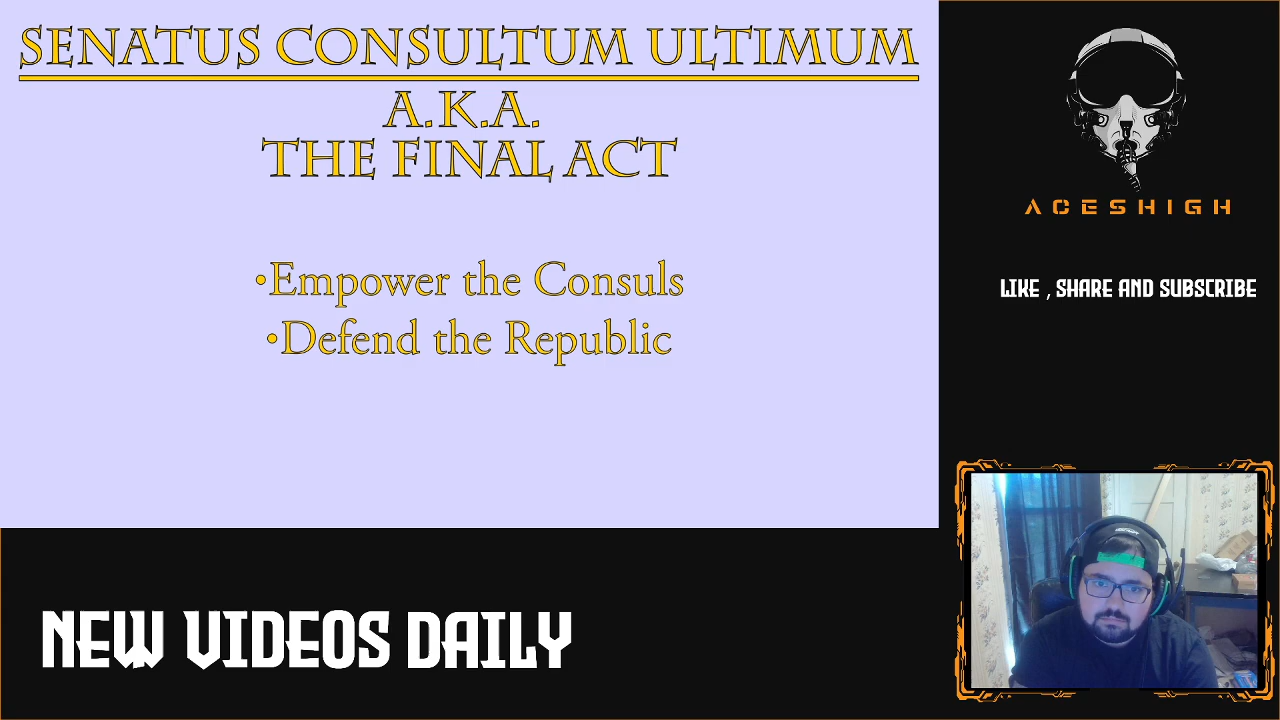 SENATUS CONSULTUM ULTIMUM
A.K.A.
THE FINAL ACT
•Empower the Consuls
•Defend the Republic
ACESHIGH
LIKE , SHARE AND SUBSCRIBE
NEW VIDEOS DAILY